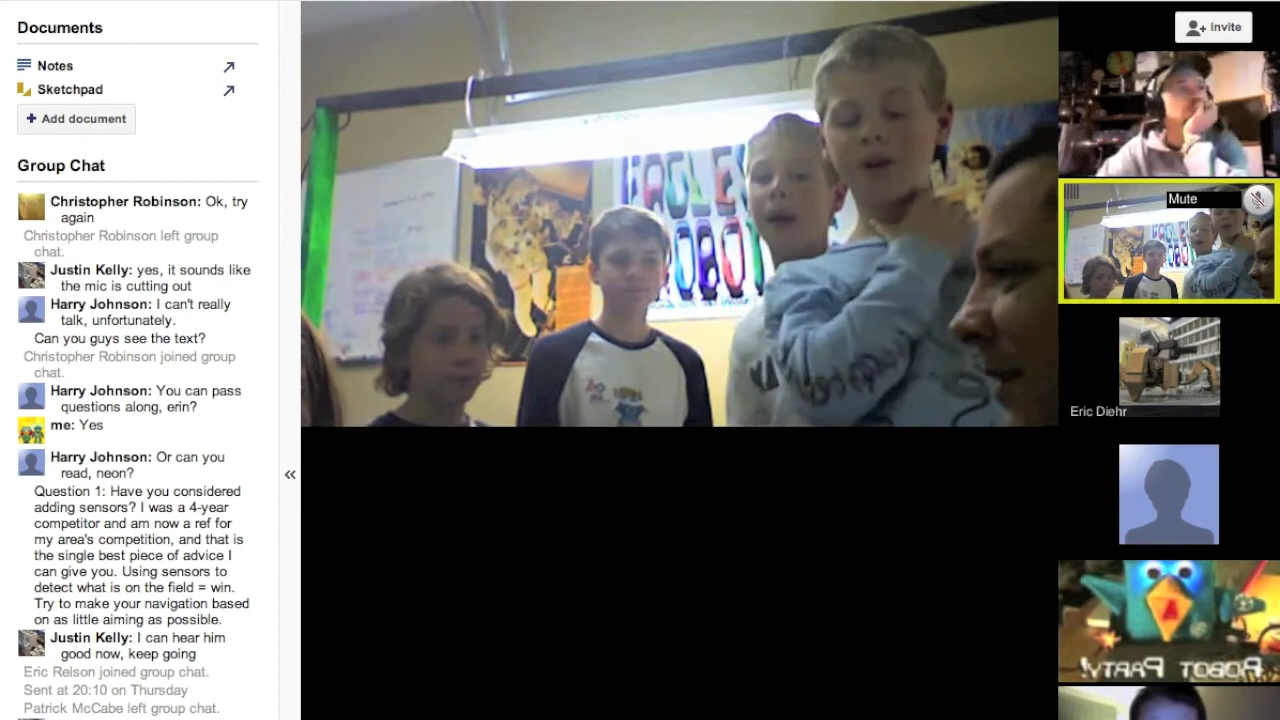 Documents
Notes
Sketchpad
Add document
Group Chat
Christopher Robinson: Ok, try
again
Christopher Robinson left group
chat.
Justin Kelly: yes, it sounds like
the mic is cutting out
Harry Johnson: I can't really
talk, unfortunately.
Can you guys see the text?
Christopher Robinson joined group
chat.
Harry Johnson: You can pass
questions along, erin?
me: Yes
Harry Johnson: Or can you
read, neon?
Question 1: Have you considered
adding sensors? I was a 4-year
competitor and am now a ref for
my area's competition, and that is
the single best piece of advice I
can give you. Using sensors to
detect what is on the field = win.
Try to make your navigation based
on as little aiming as possible.
Justin Kelly: I can hear him
good now, keep going
Eric Relson joined group chat.
Sent at 20:10 on Thursday
Patrick McCabe left group chat.
«
EAGLE
ROBOT
Invite
Mute
Eric Diehr
ROBOT PARTY!